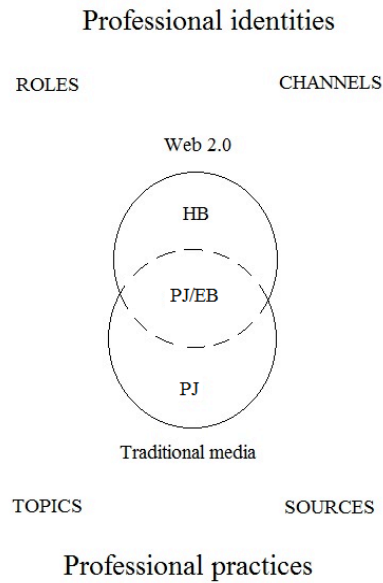 Professional identities
ROLES
CHANNELS
Web 2.0
HB
PJ/EB
PJ
Traditional media
TOPICS
SOURCES
Professional practices